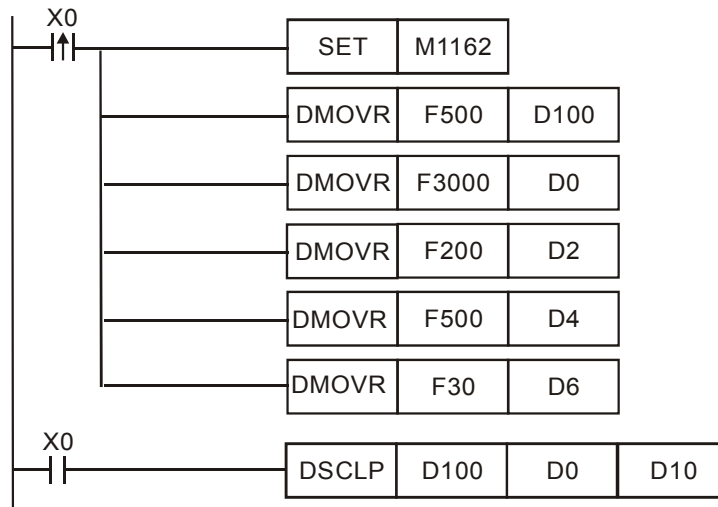 X0
SET M1162
DMOVR F500 D100
DMOVR F3000 D0
DMOVR F200 D2
DMOVR F500 D4
DMOVR F30 D6
X0
DSCLP D100 D0 D10